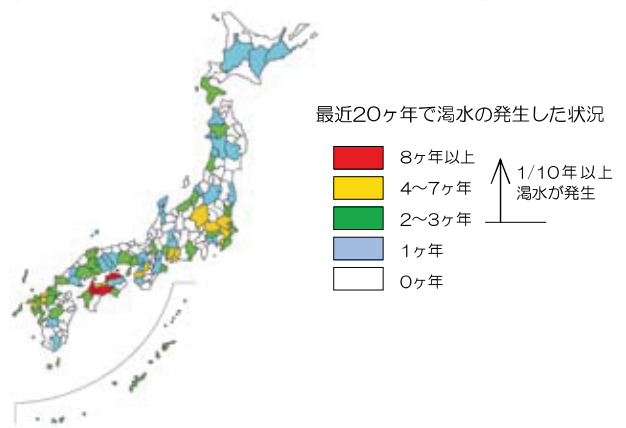 最近20ヶ年で渇水の発生した状況
8ヶ年以上
4～7ヶ年
2～3ヶ年
1ヶ年
0ヶ年
1/10年以上
渇水が発生